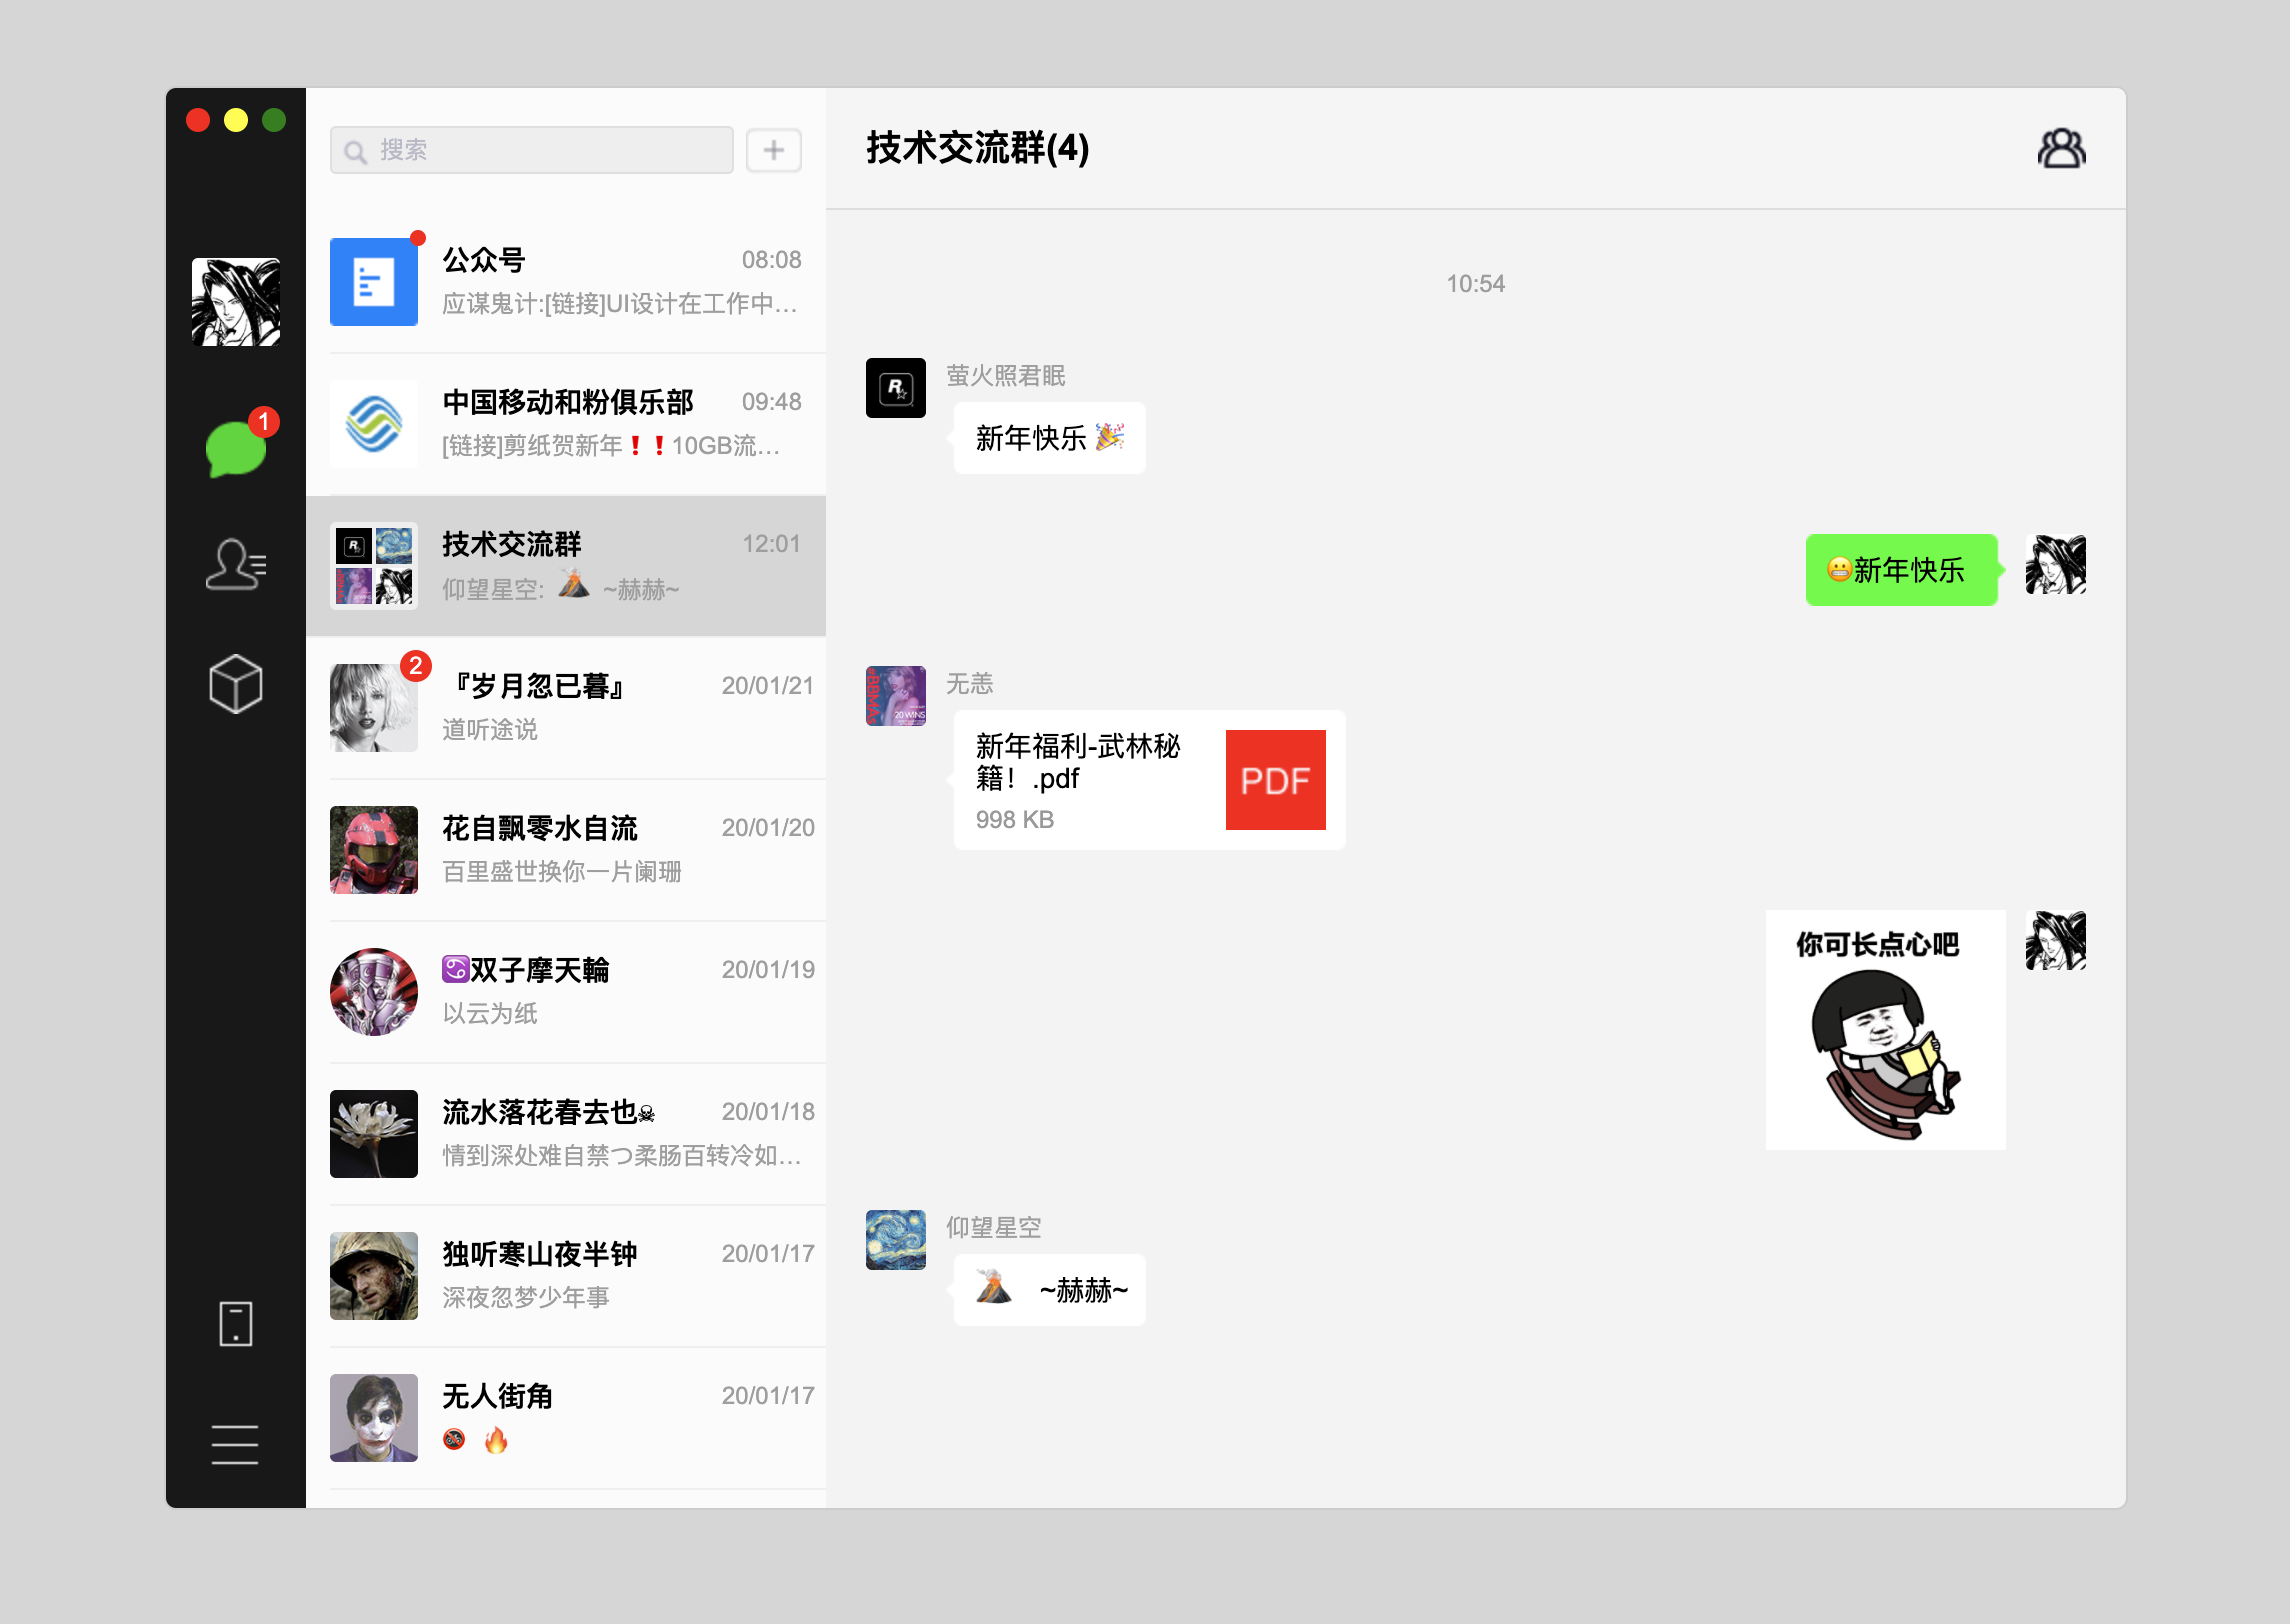 搜索
公众号 08:08
应谋鬼计:[链接]UI设计在工作中...
中国移动和粉俱乐部 09:48
[链接]剪纸贺新年❗❗10GB流...
技术交流群 12:01
仰望星空: 🌋 ~赫赫~
2
『岁月忽已暮』 20/01/21
道听途说
花自飘零水自流 20/01/20
百里盛世换你一片阑珊
♋双子摩天輪 20/01/19
以云为纸
流水落花春去也☠ 20/01/18
情到深处难自禁つ柔肠百转冷如...
独听寒山夜半钟 20/01/17
深夜忽梦少年事
无人街角 20/01/17
🚳 🔥
1
技术交流群(4)
10:54
萤火照君眠
新年快乐🎉
😬新年快乐
无恙
新年福利-武林秘
籍！.pdf
998 KB
PDF
你可长点心吧
仰望星空
🌋 ~赫赫~